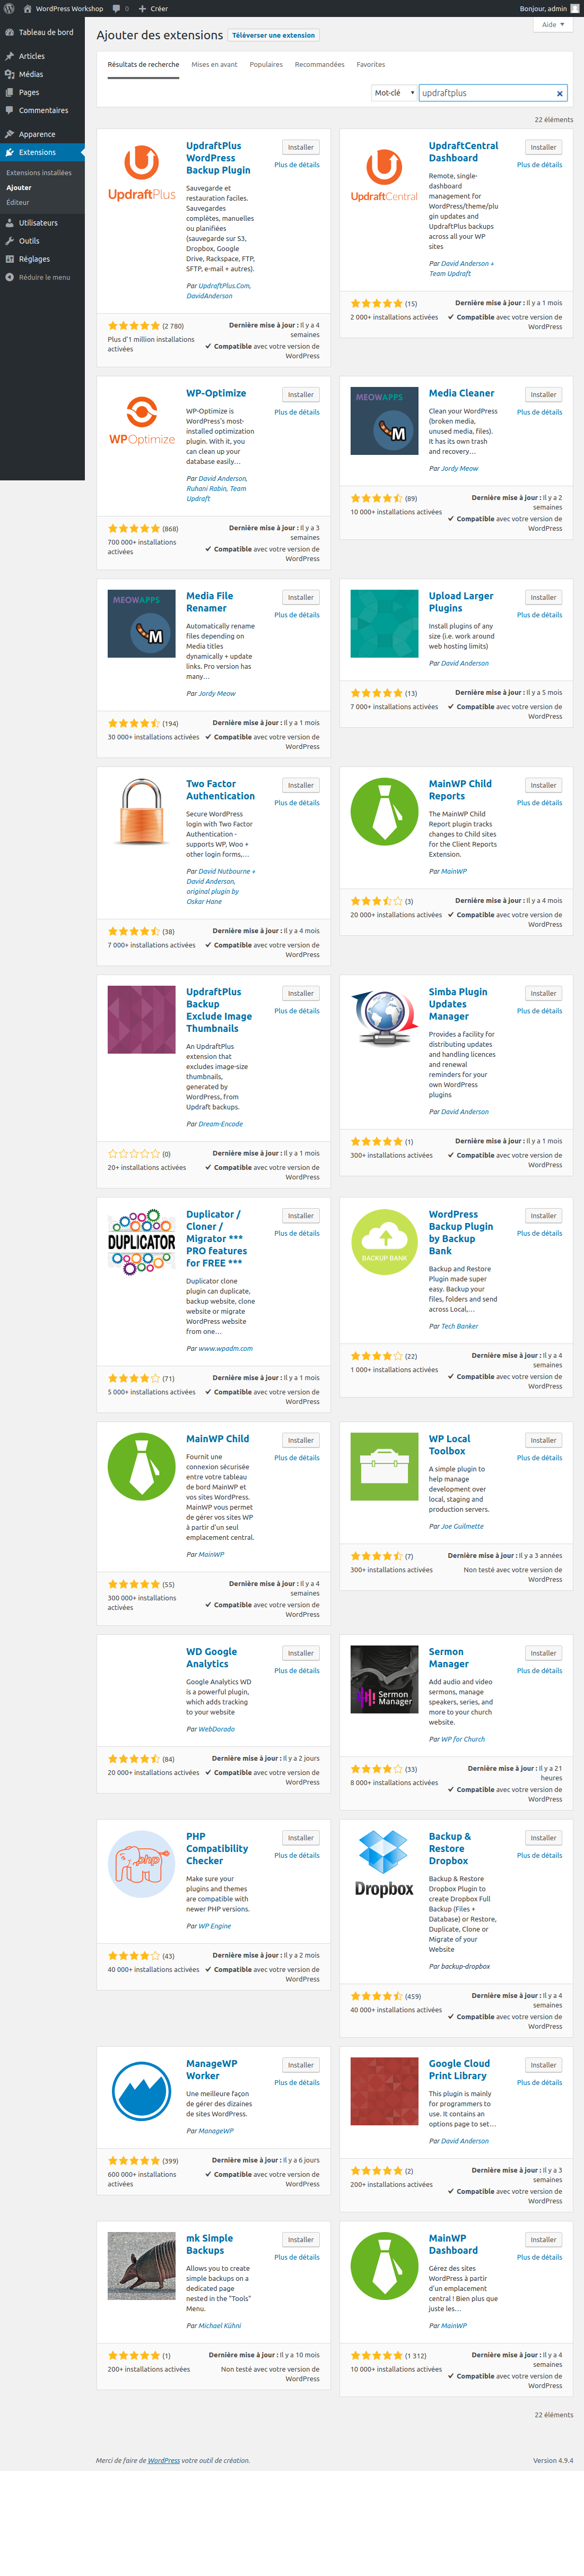 WordPress Workshop 0 Créer Bonjour, admin
Aide
Tableau de bord
Articles
Médias
Pages
Commentaires
Apparence
Extensions
Extensions installées
Ajouter
Éditeur
Utilisateurs
Outils
Réglages
Réduire le menu
Ajouter des extensions Téléverser une extension
Résultats de recherche Mises en avant Populaires Recommandées Favorites
Mot-clé updraftplus
22 éléments
UpdraftPlus
UpdraftPlus
WordPress
Backup Plugin
Installer
Plus de détails
Sauvegarde et
restauration faciles.
Sauvegardes
complètes, manuelles
ou planifiées
(sauvegarde sur S3,
Dropbox, Google
Drive, Rackspace, FTP,
SFTP, e-mail + autres).
Par UpdraftPlus.Com,
DavidAnderson
(2 780)
Plus d'1 million installations
activées
Dernière mise à jour : Il y a 4
semaines
Compatible avec votre version de
WordPress
UpdraftCentral
UpdraftCentral
Dashboard
Installer
Plus de détails
Remote, single-
dashboard
management for
WordPress/theme/plu
gin updates and
UpdraftPlus backups
across all your WP
sites
Par David Anderson +
Team Updraft
(15)
2 000+ installations activées
Dernière mise à jour : Il y a 1 mois
Compatible avec votre version de
WordPress
WPOptimize
WP-Optimize
Installer
Plus de détails
WP-Optimize is
WordPress's most-
installed optimization
plugin. With it, you
can clean up your
database easily…
Par David Anderson,
Ruhani Rabin, Team
Updraft
(868)
700 000+ installations
activées
Dernière mise à jour : Il y a 3
semaines
Compatible avec votre version de
WordPress
MEOWAPPS
M
Media Cleaner
Installer
Plus de détails
Clean your WordPress
(broken media,
unused media, files).
It has its own trash
and recovery…
Par Jordy Meow
(89)
10 000+ installations activées
Dernière mise à jour : Il y a 2
semaines
Compatible avec votre version de
WordPress
MEOWAPPS
M
Media File
Renamer
Installer
Plus de détails
Automatically rename
files depending on
Media titles
dynamically + update
links. Pro version has
many…
Par Jordy Meow
(194)
30 000+ installations activées
Dernière mise à jour : Il y a 1 mois
Compatible avec votre version de
WordPress
Upload Larger
Plugins
Installer
Plus de détails
Install plugins of any
size (i.e. work around
web hosting limits)
Par David Anderson
(13)
7 000+ installations activées
Dernière mise à jour : Il y a 5 mois
Compatible avec votre version de
WordPress
Two Factor
Authentication
Installer
Plus de détails
Secure WordPress
login with Two Factor
Authentication -
supports WP, Woo +
other login forms,…
Par David Nutbourne +
David Anderson,
original plugin by
Oskar Hane
(38)
7 000+ installations activées
Dernière mise à jour : Il y a 4 mois
Compatible avec votre version de
WordPress
MainWP Child
Reports
Installer
Plus de détails
The MainWP Child
Report plugin tracks
changes to Child sites
for the Client Reports
Extension.
Par MainWP
(3)
20 000+ installations activées
Dernière mise à jour : Il y a 4 mois
Compatible avec votre version de
WordPress
UpdraftPlus
Backup
Exclude Image
Thumbnails
Installer
Plus de détails
An UpdraftPlus
extension that
excludes image-size
thumbnails,
generated by
WordPress, from
Updraft backups.
Par Dream-Encode
(0)
20+ installations activées
Dernière mise à jour : Il y a 1 mois
Compatible avec votre version de
WordPress
Simba Plugin
Updates
Manager
Installer
Plus de détails
Provides a facility for
distributing updates
and handling licences
and renewal
reminders for your
own WordPress
plugins
Par David Anderson
(1)
300+ installations activées
Dernière mise à jour : Il y a 1 mois
Compatible avec votre version de
WordPress
DUPLICATOR
Duplicator /
Cloner /
Migrator ***
PRO features
for FREE ***
Installer
Plus de détails
Duplicator clone
plugin can duplicate,
backup website, clone
website or migrate
WordPress website
from one…
Par www.wpadm.com
(71)
5 000+ installations activées
Dernière mise à jour : Il y a 1 mois
Compatible avec votre version de
WordPress
BACKUP BANK
WordPress
Backup Plugin
by Backup
Bank
Installer
Plus de détails
Backup and Restore
Plugin made super
easy. Backup your
files, folders and send
across Local,…
Par Tech Banker
(22)
1 000+ installations activées
Dernière mise à jour : Il y a 4
semaines
Compatible avec votre version de
WordPress
MainWP Child
Installer
Plus de détails
Fournit une
connexion sécurisée
entre votre tableau
de bord MainWP et
vos sites WordPress.
MainWP vous permet
de gérer vos sites WP
à partir d'un seul
emplacement central.
Par MainWP
(55)
300 000+ installations
activées
Dernière mise à jour : Il y a 4
semaines
Compatible avec votre version de
WordPress
WP Local
Toolbox
Installer
Plus de détails
A simple plugin to
help manage
development over
local, staging and
production servers.
Par Joe Guilmette
(7)
300+ installations activées
Dernière mise à jour : Il y a 3 années
Non testé avec votre version de
WordPress
WD Google
Analytics
Installer
Plus de détails
Google Analytics WD
is a powerful plugin,
which adds tracking
to your website
Par WebDorado
(84)
20 000+ installations activées
Dernière mise à jour : Il y a 2 jours
Compatible avec votre version de
WordPress
Sermon
Manager
Sermon
Manager
Installer
Plus de détails
Add audio and video
sermons, manage
speakers, series, and
more to your church
website.
Par WP for Church
(33)
8 000+ installations activées
Dernière mise à jour : Il y a 21
heures
Compatible avec votre version de
WordPress
php
PHP
Compatibility
Checker
Installer
Plus de détails
Make sure your
plugins and themes
are compatible with
newer PHP versions.
Par WP Engine
(43)
40 000+ installations activées
Dernière mise à jour : Il y a 2 mois
Compatible avec votre version de
WordPress
Dropbox
Backup &
Restore
Dropbox
Installer
Plus de détails
Backup & Restore
Dropbox Plugin to
create Dropbox Full
Backup (Files +
Database) or Restore,
Duplicate, Clone or
Migrate of your
Website
Par backup-dropbox
(459)
40 000+ installations activées
Dernière mise à jour : Il y a 4
semaines
Compatible avec votre version de
WordPress
ManageWP
Worker
Installer
Plus de détails
Une meilleure façon
de gérer des dizaines
de sites WordPress.
Par ManageWP
(399)
600 000+ installations
activées
Dernière mise à jour : Il y a 6 jours
Compatible avec votre version de
WordPress
Google Cloud
Print Library
Installer
Plus de détails
This plugin is mainly
for programmers to
use. It contains an
options page to set…
Par David Anderson
(2)
200+ installations activées
Dernière mise à jour : Il y a 3
semaines
Compatible avec votre version de
WordPress
mk Simple
Backups
Installer
Plus de détails
Allows you to create
simple backups on a
dedicated page
nested in the "Tools"
Menu.
Par Michael Kühni
(1)
200+ installations activées
Dernière mise à jour : Il y a 10 mois
Non testé avec votre version de
WordPress
MainWP
Dashboard
Installer
Plus de détails
Gérez des sites
WordPress à partir
d'un emplacement
central ! Bien plus que
juste les…
Par MainWP
(1 312)
10 000+ installations activées
Dernière mise à jour : Il y a 4
semaines
Compatible avec votre version de
WordPress
22 éléments
Merci de faire de WordPress votre outil de création. Version 4.9.4